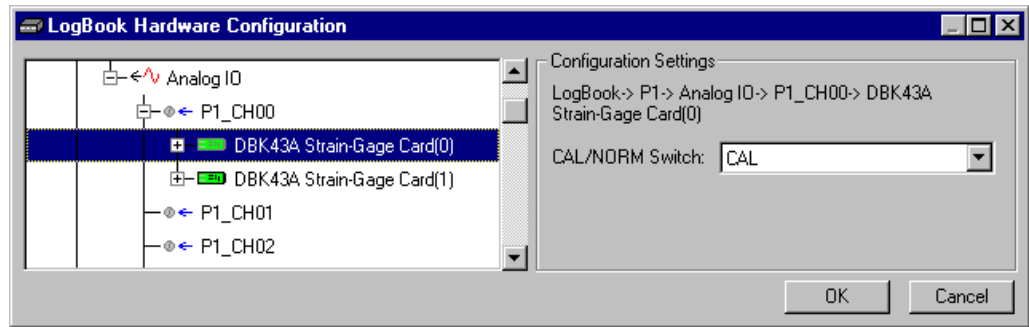 LogBook Hardware Configuration
Analog IO
P1_CH00
DBK43A Strain-Gage Card(0)
DBK43A Strain-Gage Card(1)
P1_CH01
P1_CH02
Configuration Settings
LogBook-> P1-> Analog IO-> P1_CH00-> DBK43A
Strain-Gage Card(0)
CAL/NORM Switch: CAL
OK Cancel